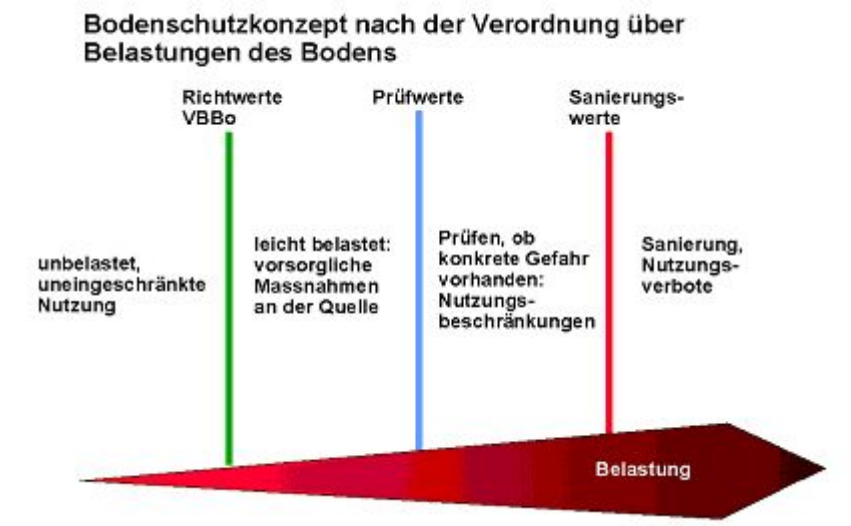 Bodenschutzkonzept nach der Verordnung über
Belastungen des Bodens
Richtwerte
VBBo
Prüfwerte
Sanierungs-
werte
unbelastet,
uneingeschränkte
Nutzung
leicht belastet:
vorsorgliche
Massnahmen
an der Quelle
Prüfen, ob
konkrete Gefahr
vorhanden:
Nutzungs-
beschränkungen
Sanierung,
Nutzungs-
verbote
Belastung